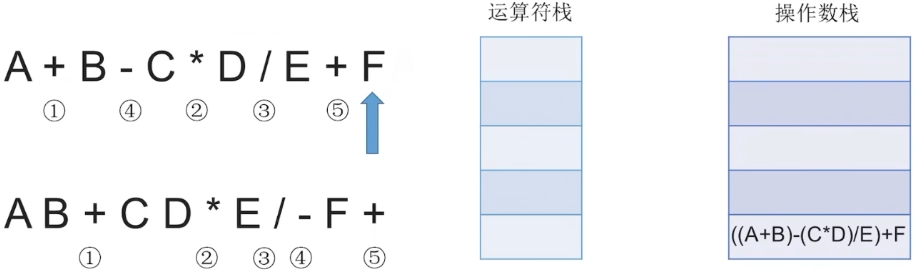 运算符栈
操作数栈
A + B - C * D / E + F
① ④ ② ③ ⑤
A B + C D * E / - F +
① ② ③ ④ ⑤
((A+B)-(C*D)/E)+F